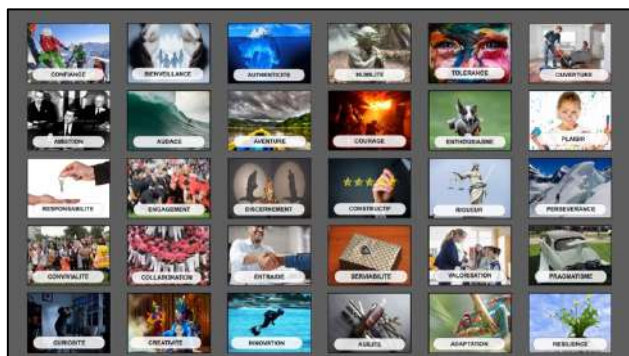 CONFIANCE
BIENVEILLANCE
AUTHENTICITE
HUMILITE
TOLERANCE
OUVERTURE
AMBITION
AUDACE
AVENTURE
COURAGE
ENTHOUSIASME
PLAISIR
RESPONSABILITE
ENGAGEMENT
DISCERNEMENT
CONSTRUCTIF
RIGUEUR
PERSEVERANCE
CONVIVIALITE
COLLABORATION
ENTRAIDE
SERVIABILITE
VALORISATION
PRAGMATISME
CURIOSITE
CREATIVITE
INNOVATION
AGILITE
ADAPTATION
RESILIENCE